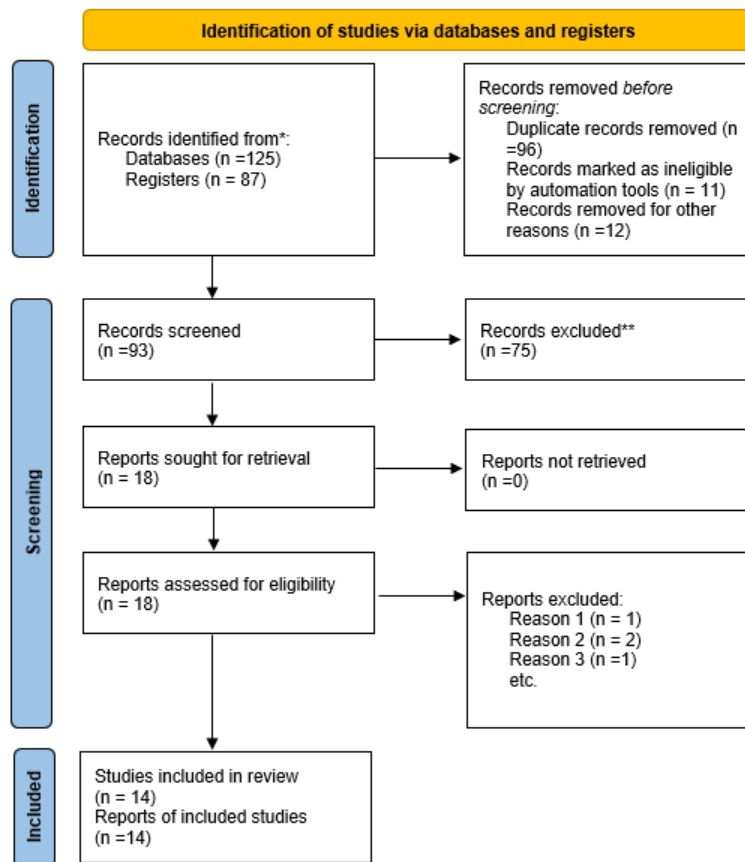 Identification of studies via databases and registers
Identification
Records identified from*:
Databases (n =125)
Registers (n = 87)
Records removed before
screening:
Duplicate records removed (n
=96)
Records marked as ineligible
by automation tools (n = 11)
Records removed for other
reasons (n =12)
Screening
Records screened
(n =93)
Records excluded**
(n =75)
Reports sought for retrieval
(n = 18)
Reports not retrieved
(n =0)
Reports assessed for eligibility
(n = 18)
Reports excluded:
Reason 1 (n = 1)
Reason 2 (n = 2)
Reason 3 (n =1)
etc.
Included
Studies included in review
(n = 14)
Reports of included studies
(n =14)